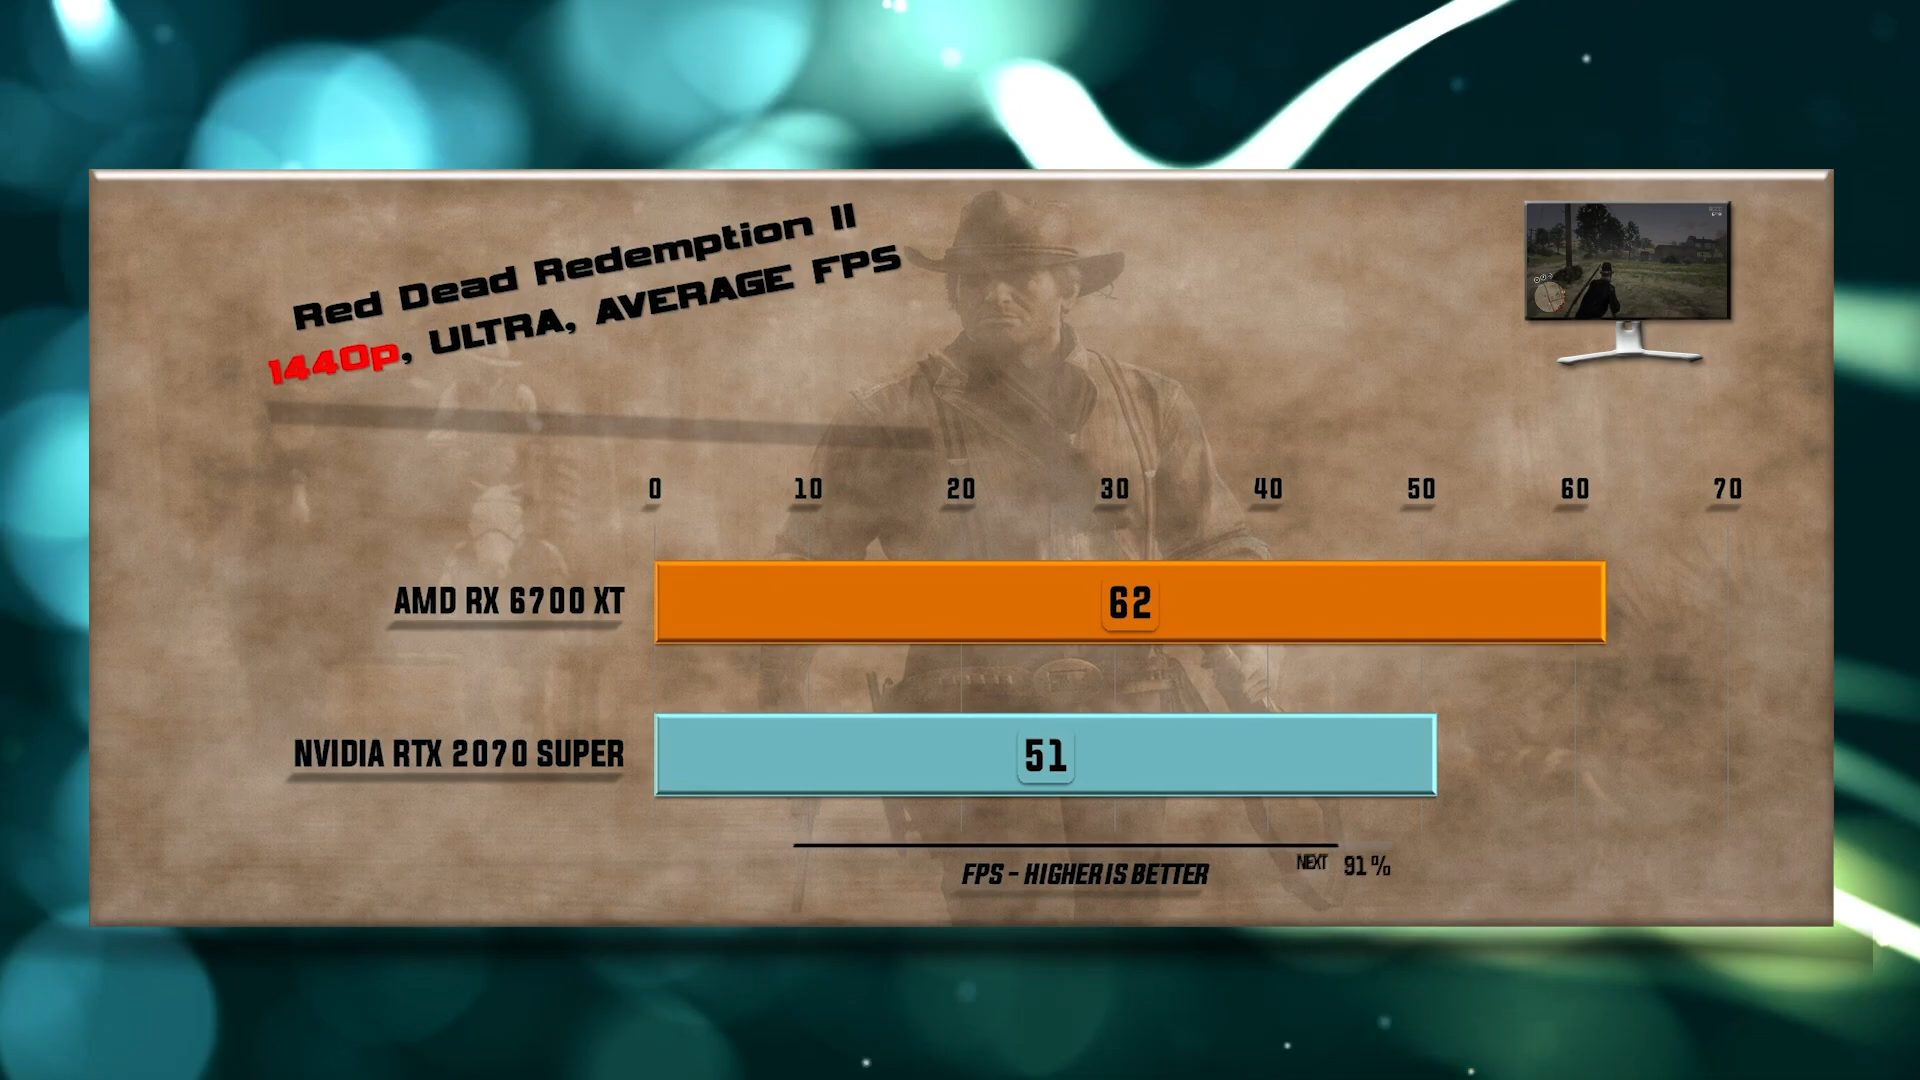 Red Dead Redemption II
1440p, ULTRA, AVERAGE FPS
0 10 20 30 40 50 60 70
AMD RX 6700 XT
62
NVIDIA RTX 2070 SUPER
51
FPS - HIGHER IS BETTER
NEXT 91%